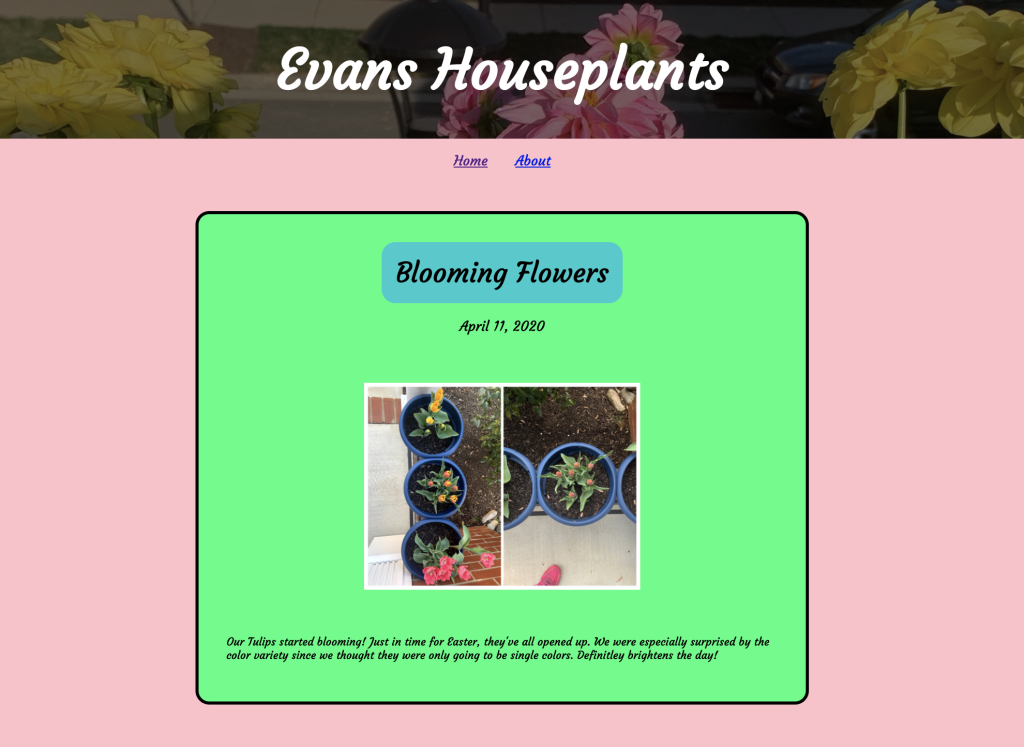 Evans Houseplants
Home About
Blooming Flowers
April 11, 2020
Our Tulips started blooming! Just in time for Easter, they've all opened up. We were especially surprised by the
color variety since we thought they were only going to be single colors. Definitley brightens the day!